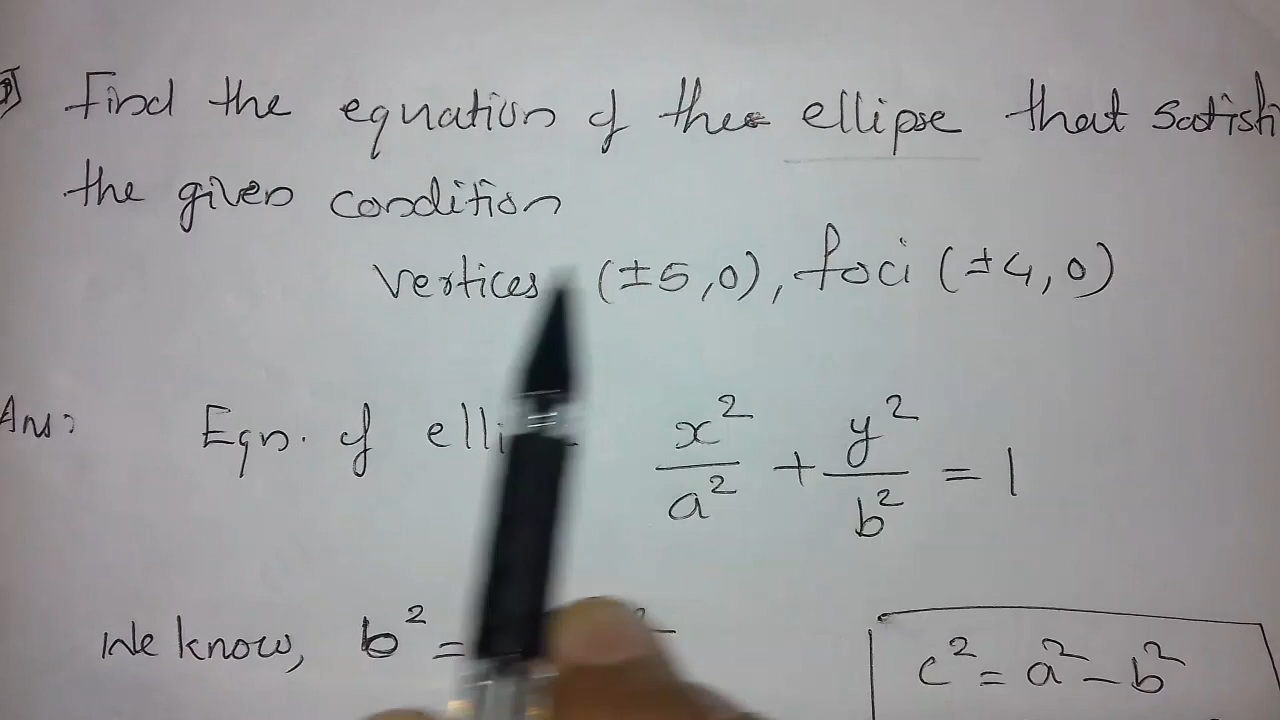 Find the equation of the ellipse that satisfi
the given condition
Vertices (±5,0), foci (±4,0)
Ans:
Eqn. of elli
x²/a² + y²/b² = 1
We know, b² =
c² = a² - b²